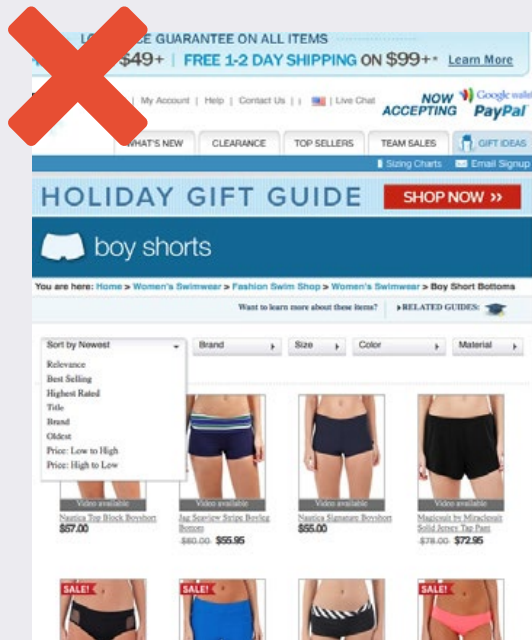 E GUARANTEE ON ALL ITEMS
$49+ | FREE 1-2 DAY SHIPPING ON $99+* Learn More
| My Account | Help | Contact Us | | | Live Chat
NOW ACCEPTING
Google wallet
PayPal
WHAT'S NEW CLEARANCE TOP SELLERS TEAM SALES GIFT IDEAS
Sizing Charts Email Signup
HOLIDAY GIFT GUIDE SHOP NOW >>
boy shorts
You are here: Home > Women's Swimwear > Fashion Swim Shop > Women's Swimwear > Boy Short Bottoms
Want to learn more about these items? RELATED GUIDES:
Sort by Newest Brand Size Color Material
Relevance
Best Selling
Highest Rated
Title
Brand
Oldest
Price: Low to High
Price: High to Low
Video available Video available Video available Video available
Nautica Top Block Boyshort
$57.00
Jag Seaview Stripe Boyleg
Bottom
$60.00 $55.95
Nautica Signature Boyshort
$55.00
Magicsuit by Miraclesuit
Solid Jersey Tap Pant
$78.00 $72.95
SALE! SALE! SALE!